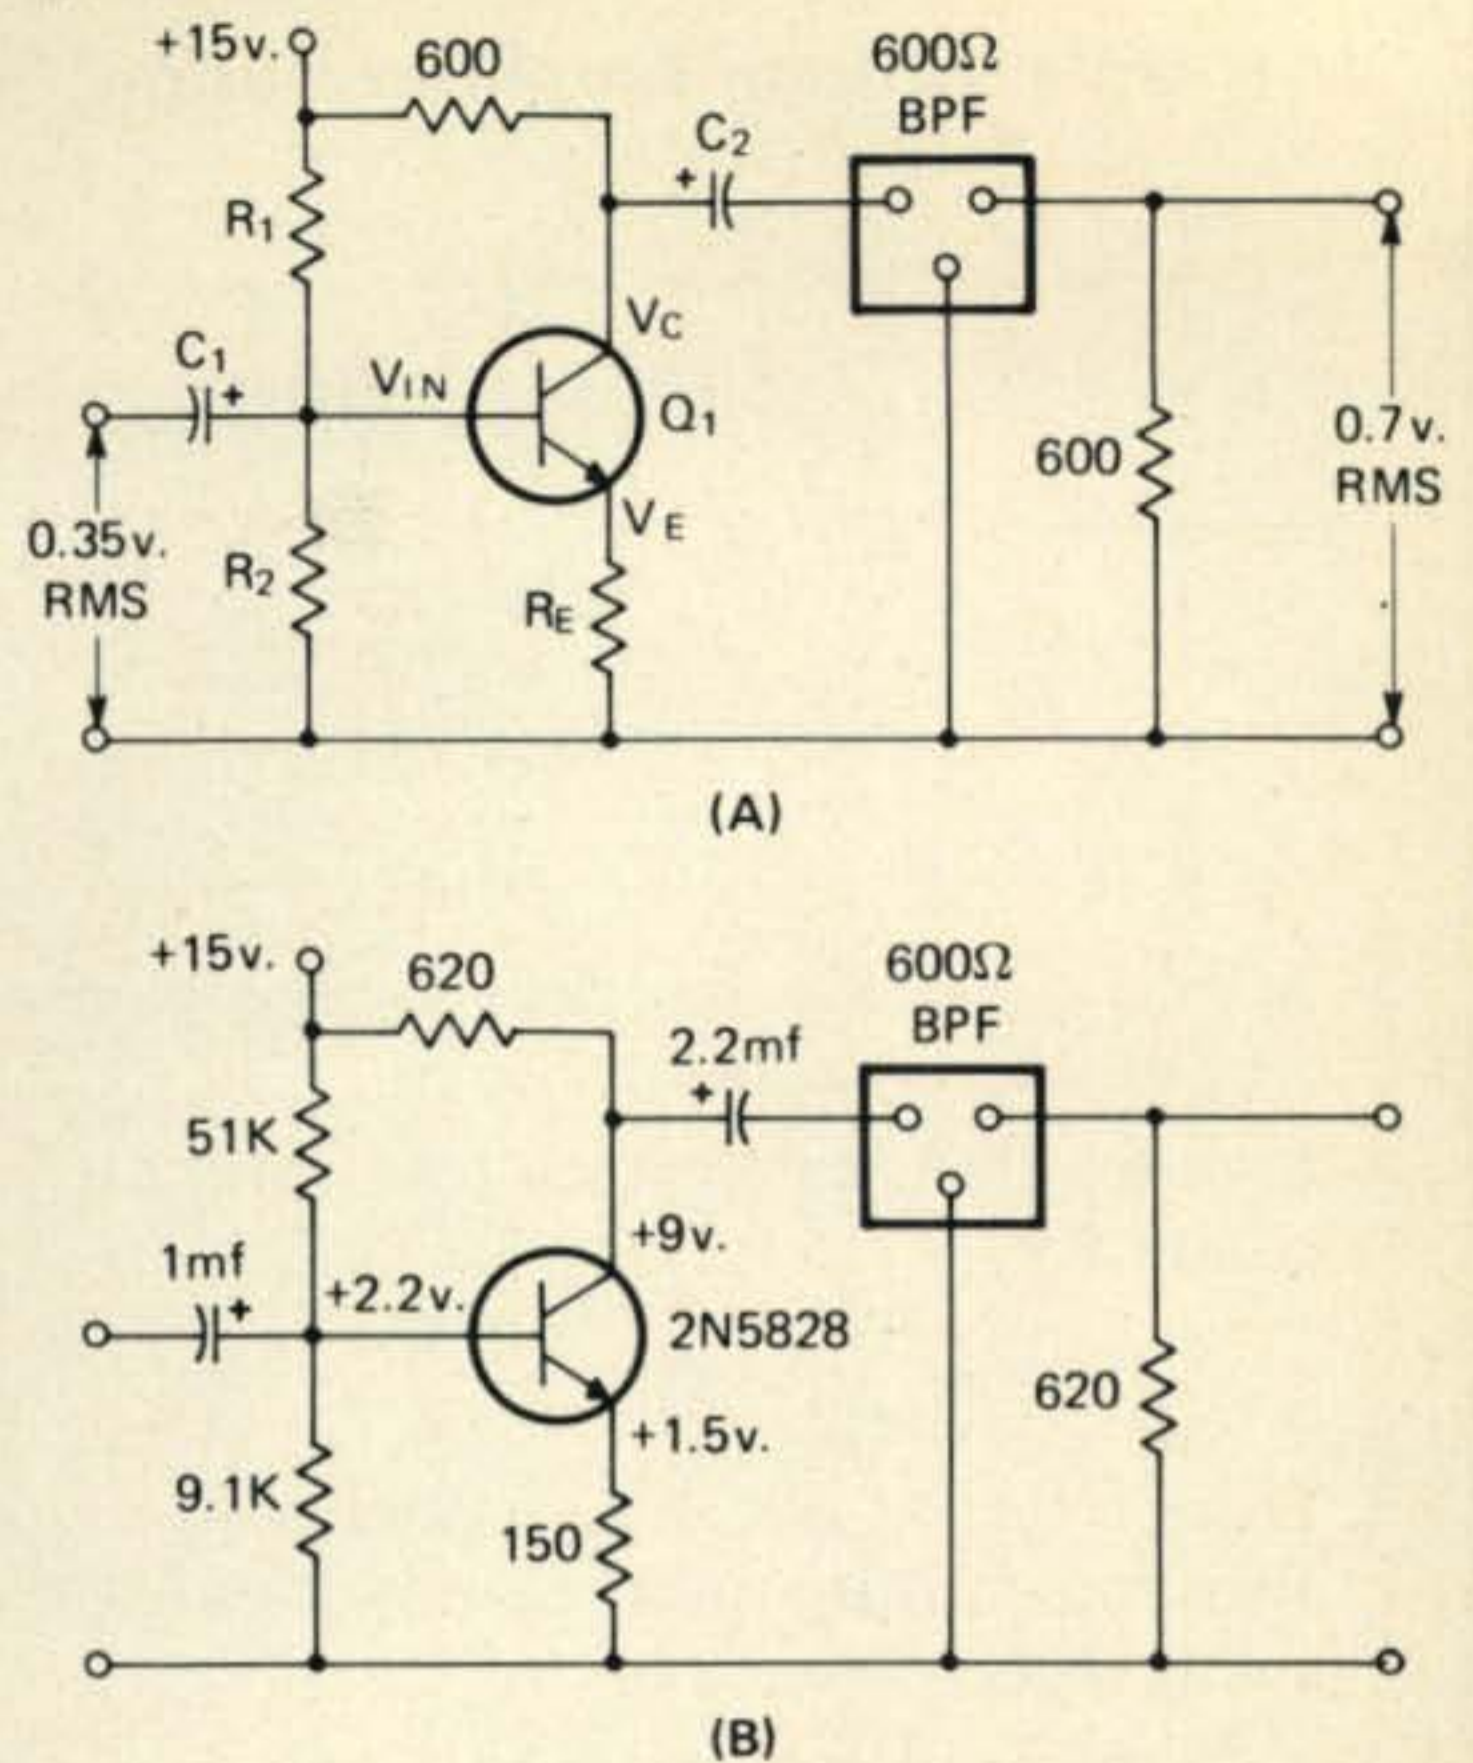 +15v.
600
600Ω
BPF
C2
R1
VC
C1
VIN
Q1
0.7v.
RMS
600
VE
0.35v.
RMS
R2
RE
(A)
+15v.
620
600Ω
BPF
2.2mf
51K
+9v.
1mf
+2.2v.
2N5828
620
+1.5v.
9.1K
150
(B)